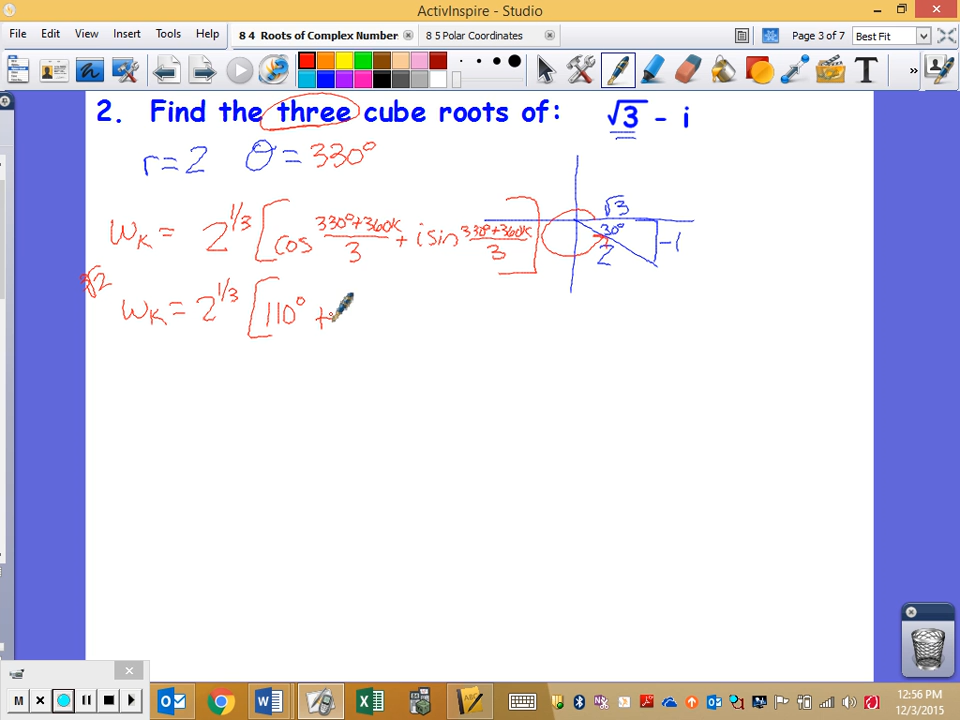 ActivInspire - Studio
File Edit View Insert Tools Help
8 4 Roots of Complex Number
8 5 Polar Coordinates
Page 3 of 7
Best Fit
T
»
2. Find the three cube roots of: √3 - i
r = 2 θ = 330°
√3
30°
-1
2
wK = 2^1/3 [cos 330°+360K/3 + i sin 330°+360K/3]
3√2
wK = 2^1/3 [110° +
M
12:56 PM
12/3/2015